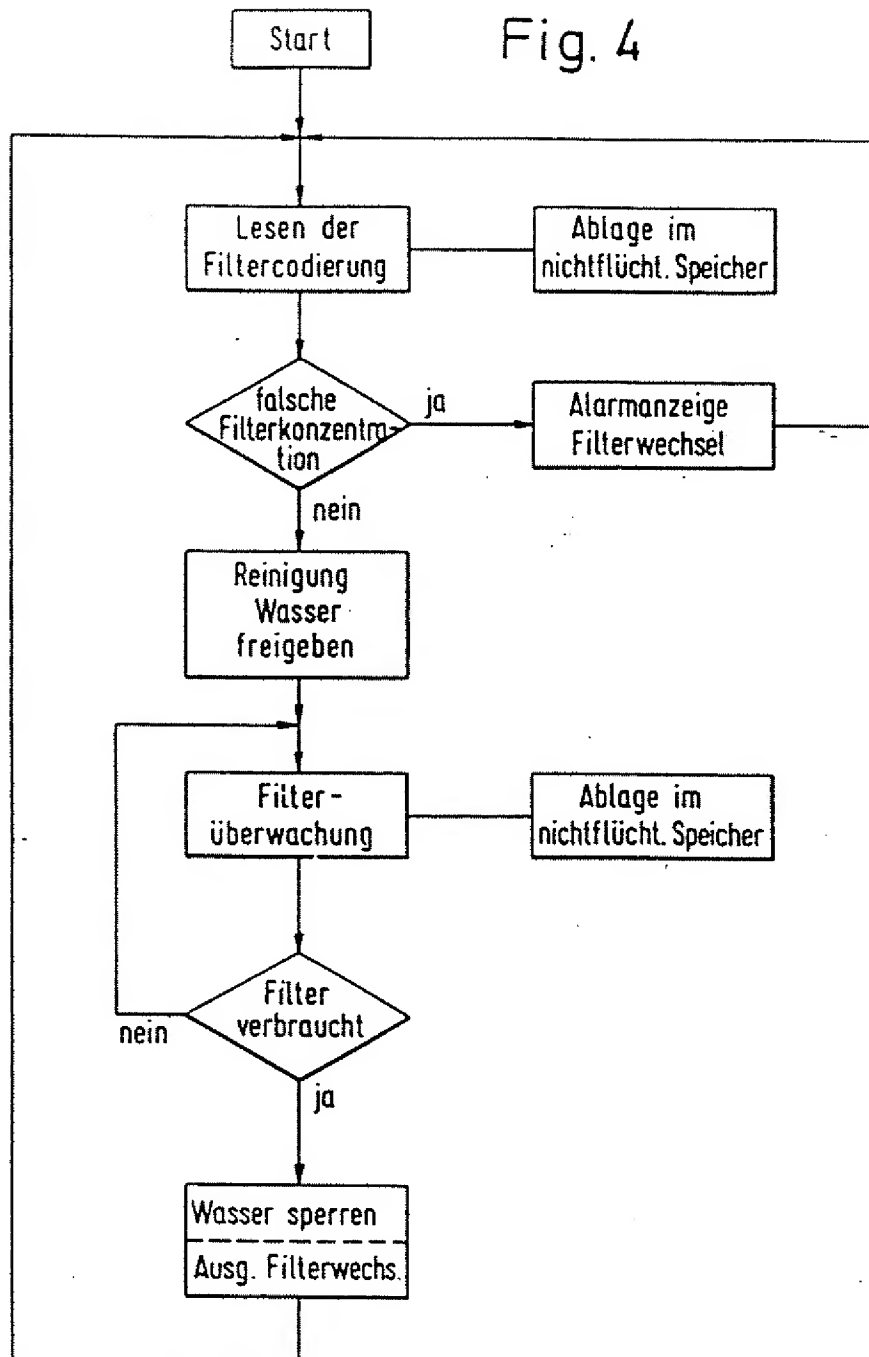 Start
Fig. 4
Lesen der
Filtercodierung
Ablage im
nichtflücht. Speicher
falsche
Filterkonzentra-
tion
ja
Alarmanzeige
Filterwechsel
nein
Reinigung
Wasser
freigeben
Filter-
überwachung
Ablage im
nichtflücht. Speicher
Filter
verbraucht
nein
ja
Wasser sperren
Ausg. Filterwechs.